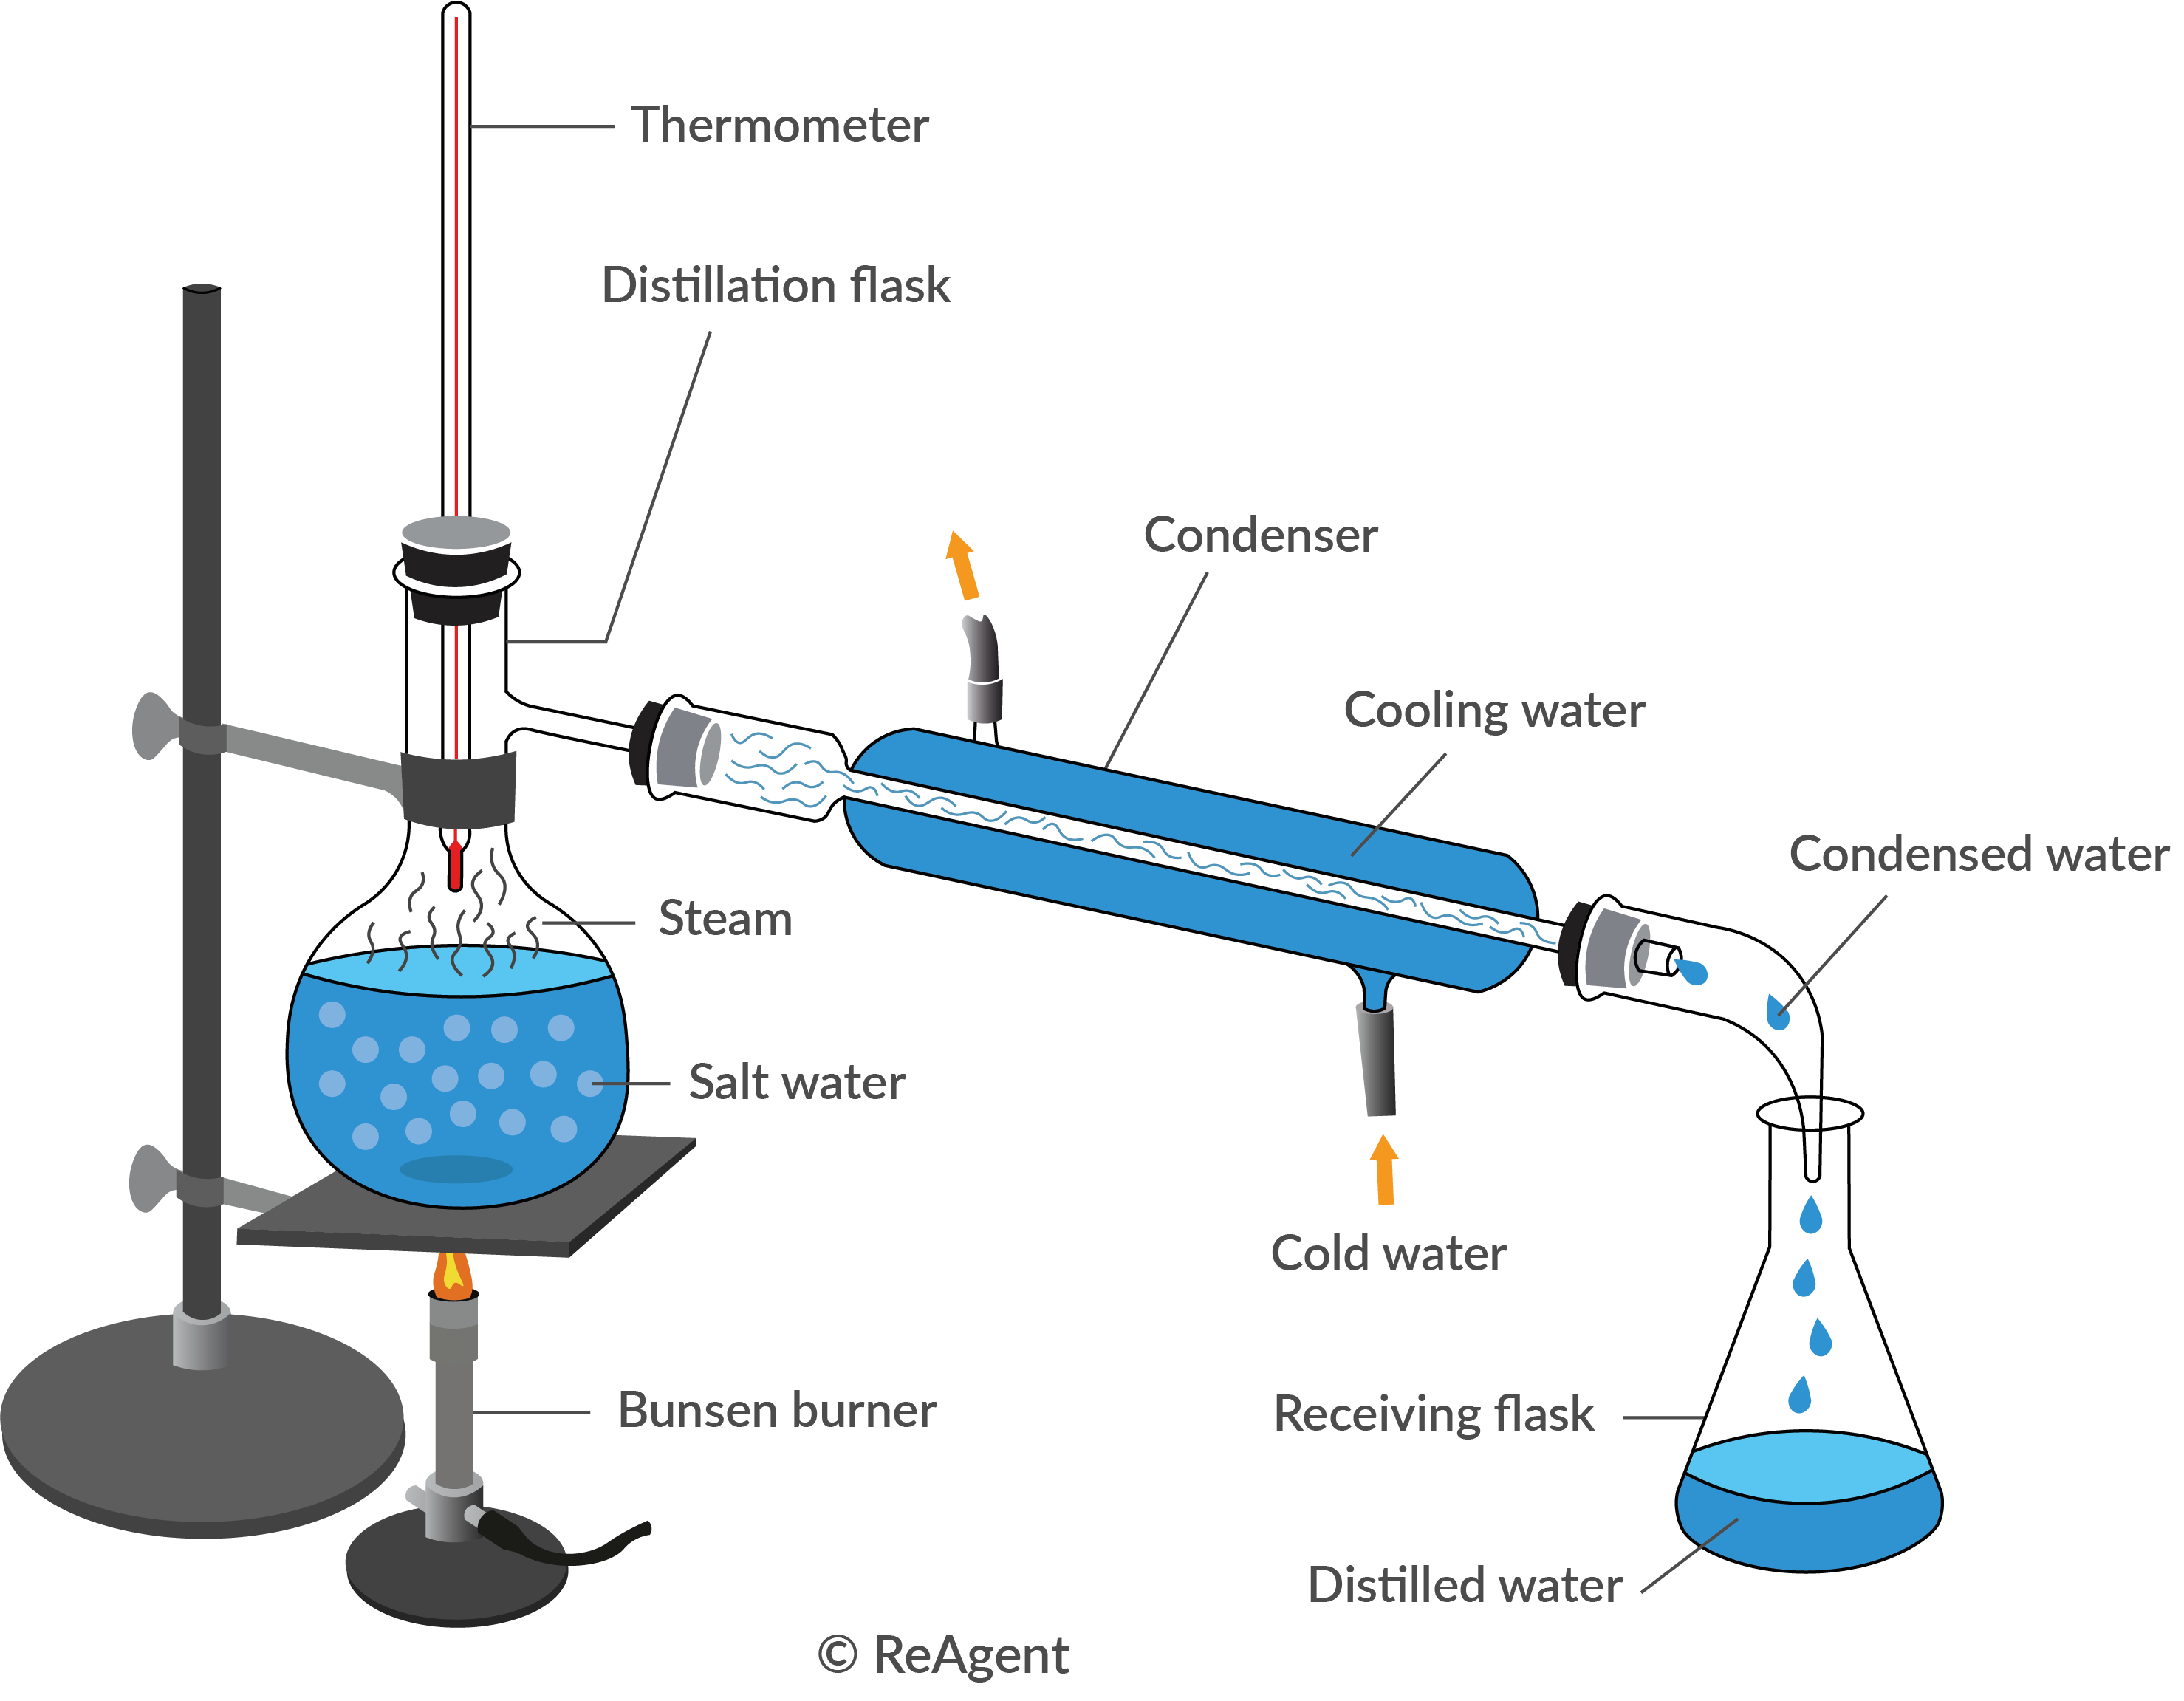 Thermometer
Distillation flask
Condenser
Cooling water
Condensed water
Steam
Salt water
Cold water
Bunsen burner
Receiving flask
Distilled water
© ReAgent